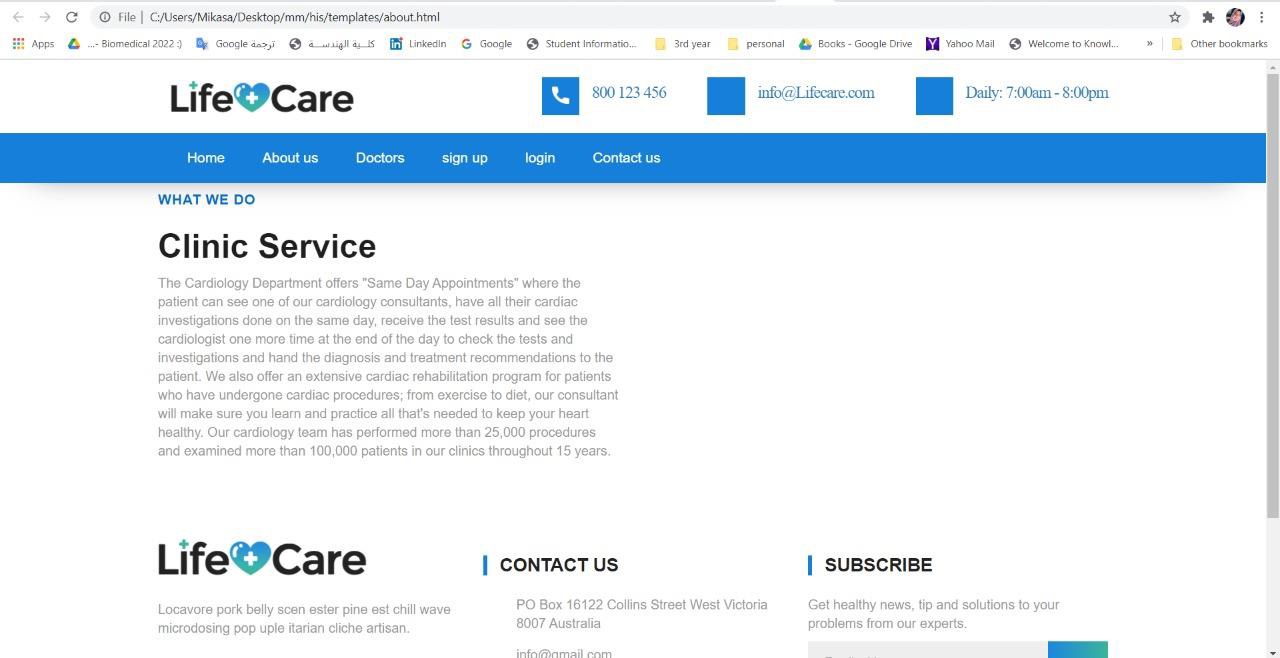 File | C:/Users/Mikasa/Desktop/mm/his/templates/about.html
Apps
...- Biomedical 2022 :)
Google ترجمة
كلـــية الهندســـة
LinkedIn
Google
Student Informatio...
3rd year
personal
Books - Google Drive
Yahoo Mail
Welcome to Knowl...
»
Other bookmarks
Life Care
800 123 456
info@Lifecare.com
Daily: 7:00am - 8:00pm
Home
About us
Doctors
sign up
login
Contact us
WHAT WE DO
Clinic Service
The Cardiology Department offers "Same Day Appointments" where the
patient can see one of our cardiology consultants, have all their cardiac
investigations done on the same day, receive the test results and see the
cardiologist one more time at the end of the day to check the tests and
investigations and hand the diagnosis and treatment recommendations to the
patient. We also offer an extensive cardiac rehabilitation program for patients
who have undergone cardiac procedures; from exercise to diet, our consultant
will make sure you learn and practice all that's needed to keep your heart
healthy. Our cardiology team has performed more than 25,000 procedures
and examined more than 100,000 patients in our clinics throughout 15 years.
Life Care
Locavore pork belly scen ester pine est chill wave
microdosing pop uple itarian cliche artisan.
CONTACT US
PO Box 16122 Collins Street West Victoria
8007 Australia
info@gmail.com
SUBSCRIBE
Get healthy news, tip and solutions to your
problems from our experts.